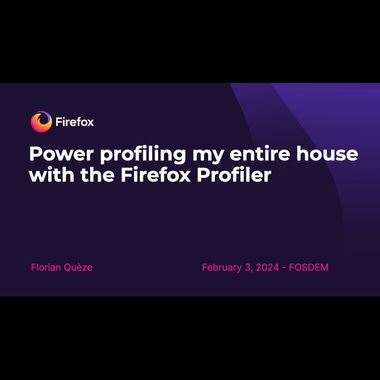 Firefox
Power profiling my entire house
with the Firefox Profiler
Florian Quèze
February 3, 2024 - FOSDEM